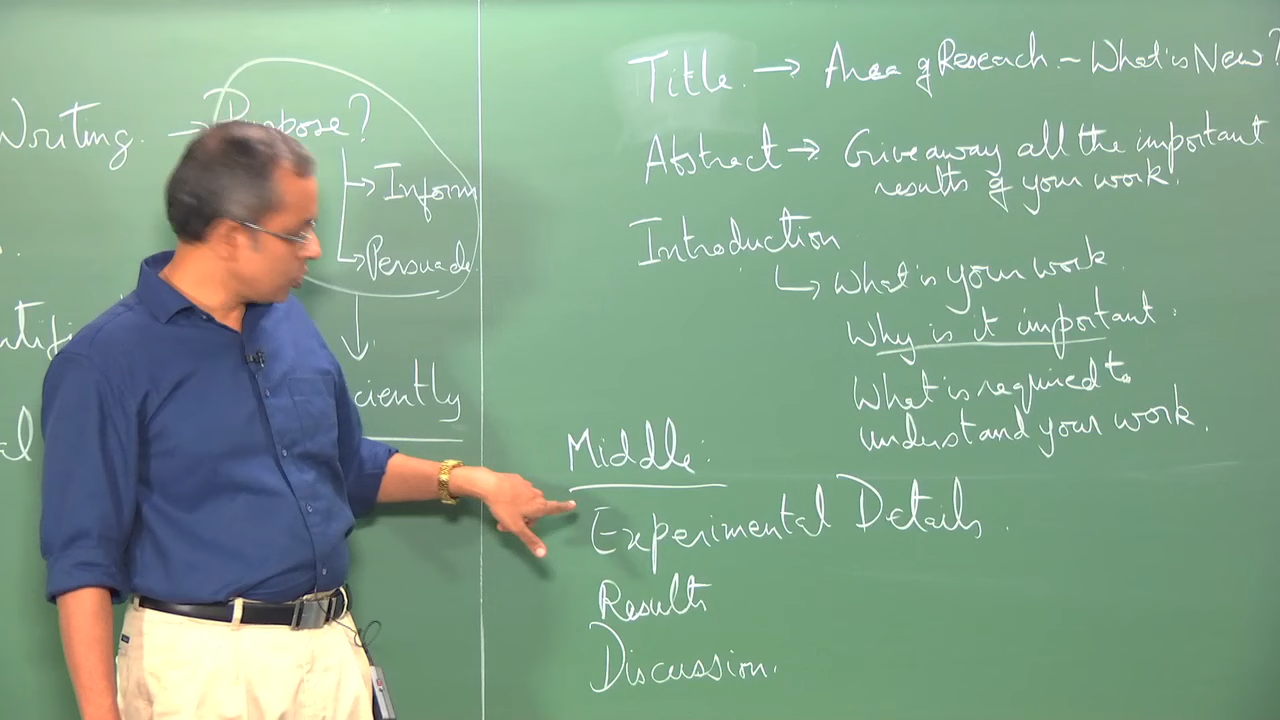 Writing. → Purpose?
→ Inform
→ Persuade.
ciently
Title. → Area of Research - What is New?
Abstract → Give away all the important
results of your work.
Introduction
↳ What is your work.
Why is it important.
What is required to
understand your work.
Middle:
Experimental Details.
Results
Discussion.